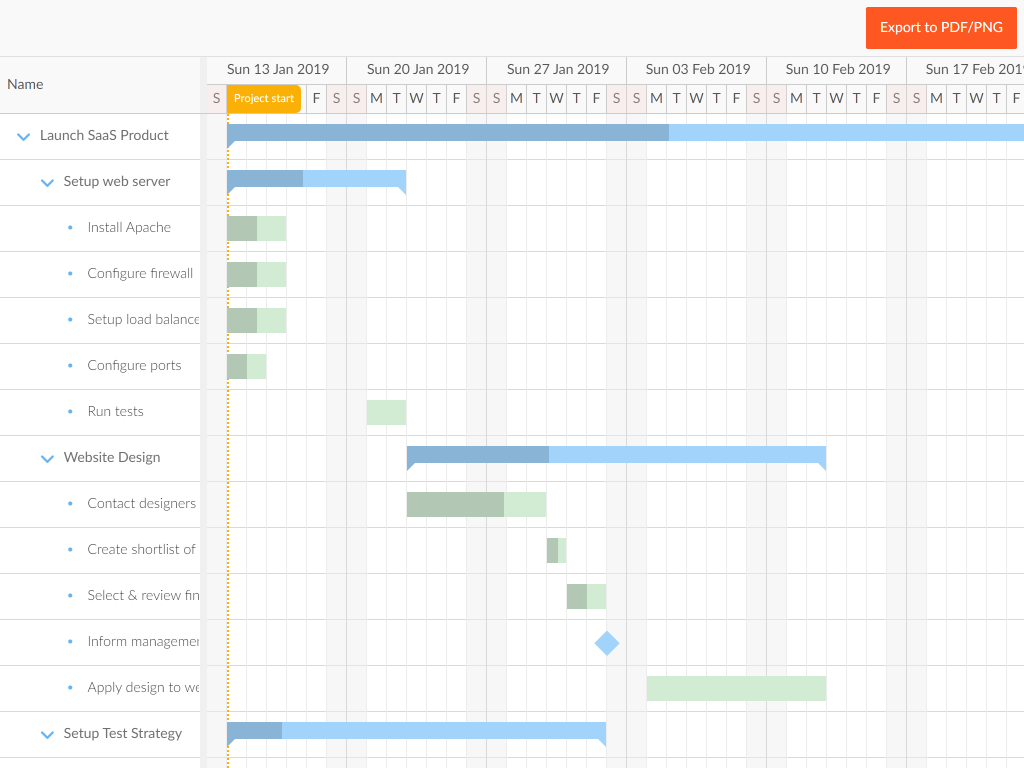 Export to PDF/PNG
Name
Sun 13 Jan 2019 Sun 20 Jan 2019 Sun 27 Jan 2019 Sun 03 Feb 2019 Sun 10 Feb 2019 Sun 17 Feb 2019
S Project start F S S M T W T F S S M T W T F S S M T W T F S S M T W T F S S M T W T F
Launch SaaS Product
Setup web server
Install Apache
Configure firewall
Setup load balance
Configure ports
Run tests
Website Design
Contact designers
Create shortlist of
Select & review fin
Inform managemen
Apply design to we
Setup Test Strategy